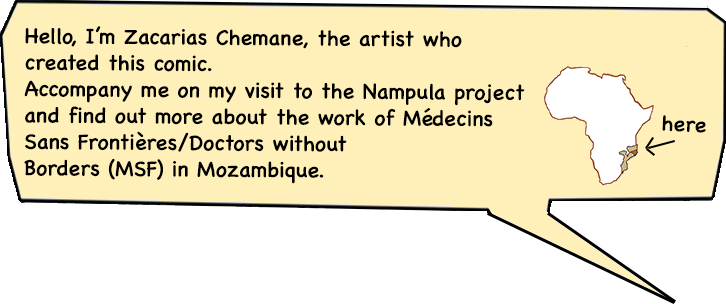 Hello, I'm Zacarias Chemane, the artist who
created this comic.
Accompany me on my visit to the Nampula project
and find out more about the work of Médecins
Sans Frontières/Doctors without
Borders (MSF) in Mozambique.
here